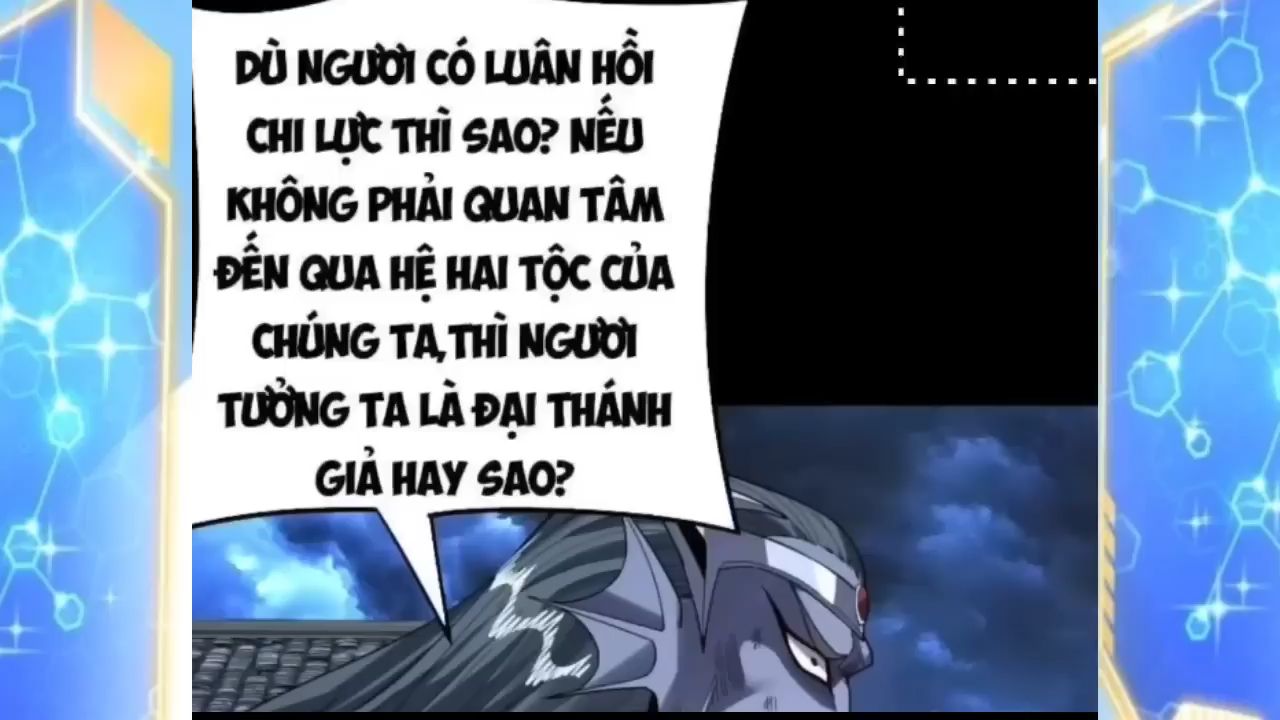 DÙ NGƯƠI CÓ LUÂN HỒI
CHI LỰC THÌ SAO? NẾU
KHÔNG PHẢI QUAN TÂM
ĐẾN QUA HỆ HAI TỘC CỦA
CHÚNG TA,THÌ NGƯƠI
TƯỞNG TA LÀ ĐẠI THÁNH
GIẢ HAY SAO?